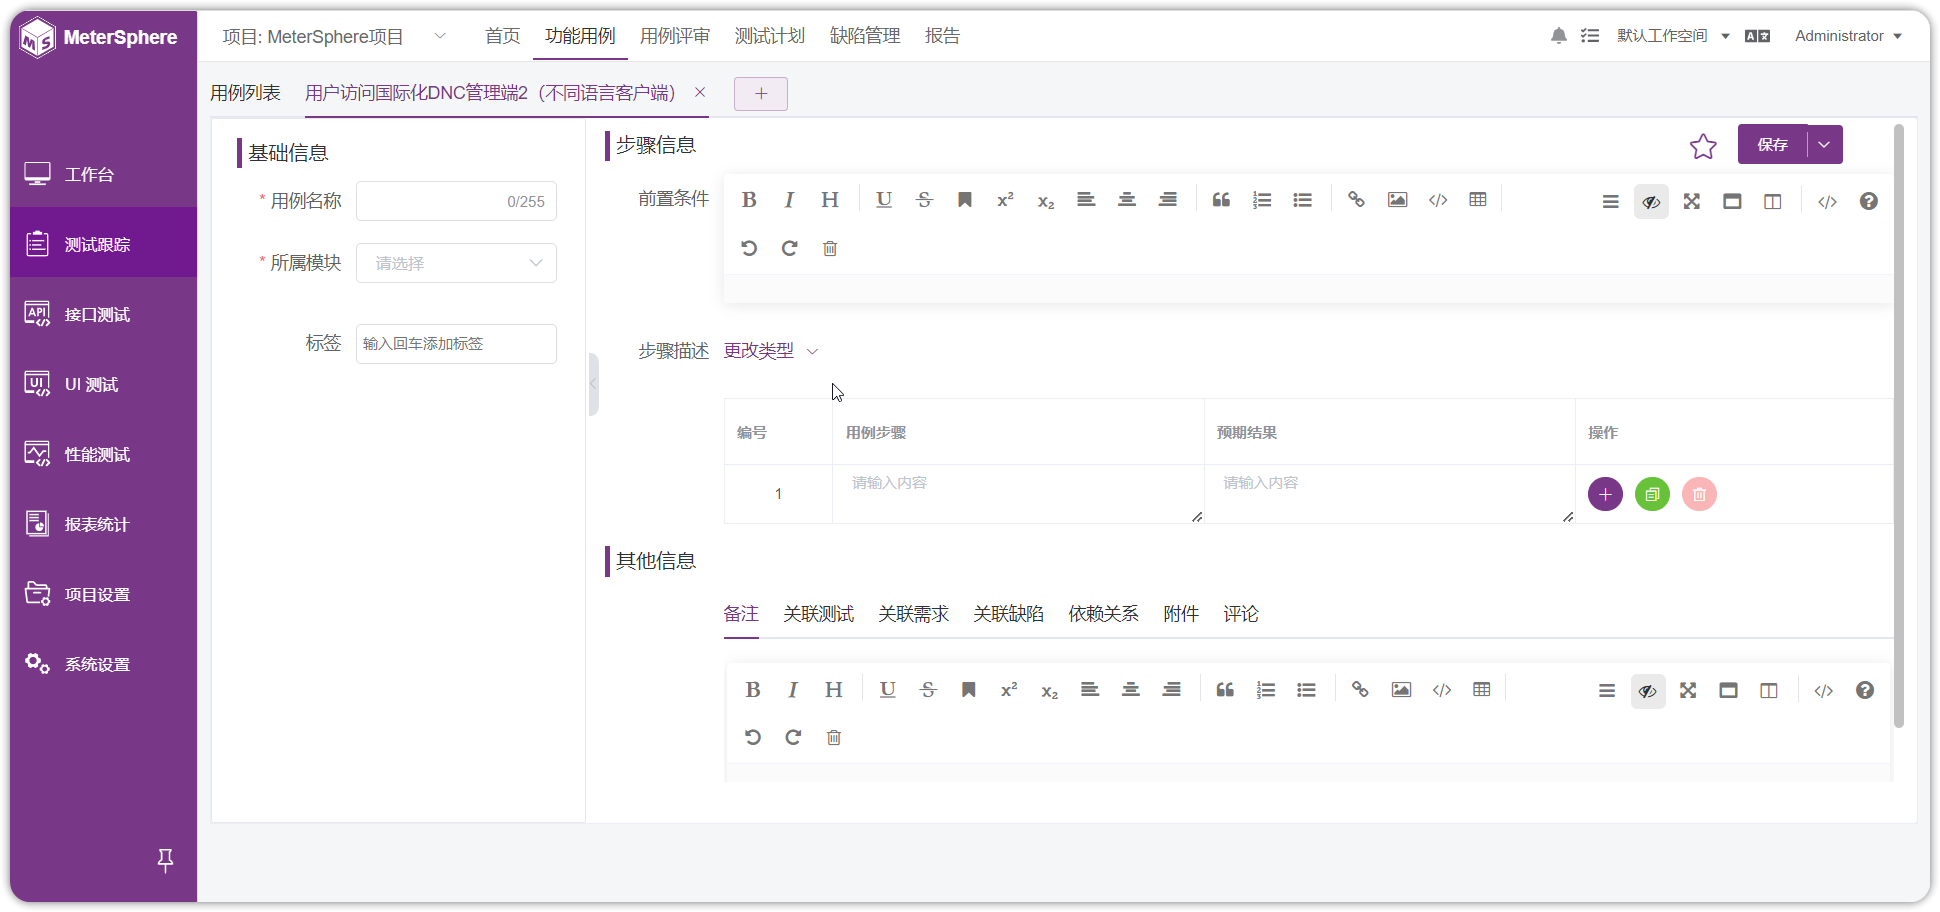 MeterSphere
项目: MeterSphere项目
首页 功能用例 用例评审 测试计划 缺陷管理 报告
默认工作空间
Administrator
工作台
测试跟踪
接口测试
UI 测试
性能测试
报表统计
项目设置
系统设置
用例列表 用户访问国际化DNC管理端2（不同语言客户端） ×
+
基础信息
* 用例名称 0/255
* 所属模块 请选择
标签 输入回车添加标签
步骤信息
保存
前置条件
步骤描述 更改类型
编号 用例步骤 预期结果 操作
1 请输入内容 请输入内容
其他信息
备注 关联测试 关联需求 关联缺陷 依赖关系 附件 评论